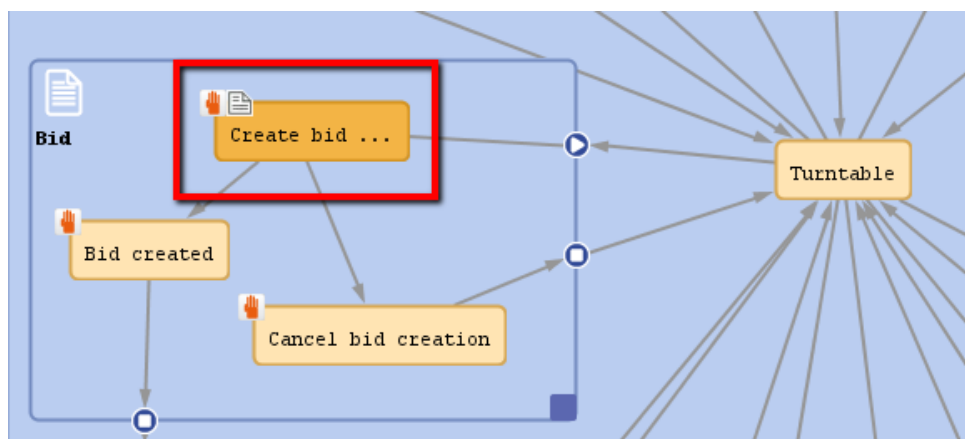 Bid
Create bid ...
Turntable
Bid created
Cancel bid creation